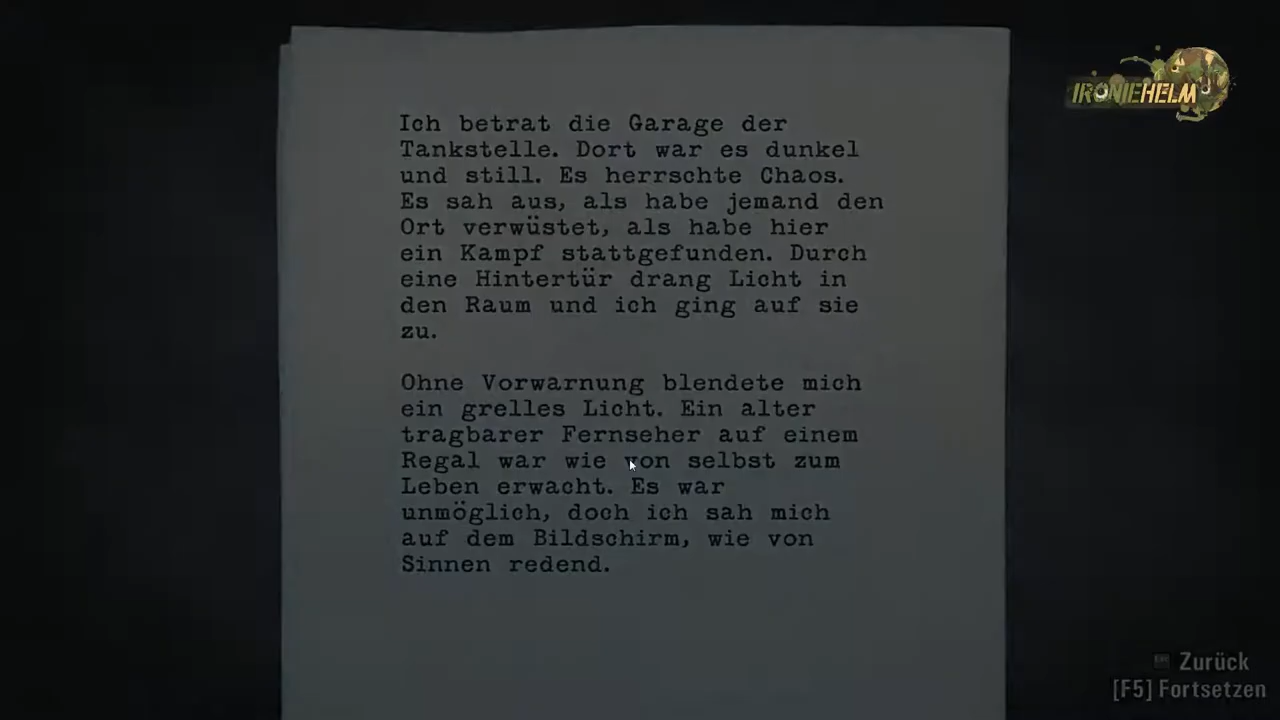 IRONIEHELM
Ich betrat die Garage der
Tankstelle. Dort war es dunkel
und still. Es herrschte Chaos.
Es sah aus, als habe jemand den
Ort verwüstet, als habe hier
ein Kampf stattgefunden. Durch
eine Hintertür drang Licht in
den Raum und ich ging auf sie
zu.
Ohne Vorwarnung blendete mich
ein grelles Licht. Ein alter
tragbarer Fernseher auf einem
Regal war wie von selbst zum
Leben erwacht. Es war
unmöglich, doch ich sah mich
auf dem Bildschirm, wie von
Sinnen redend.
Zurück
[F5] Fortsetzen